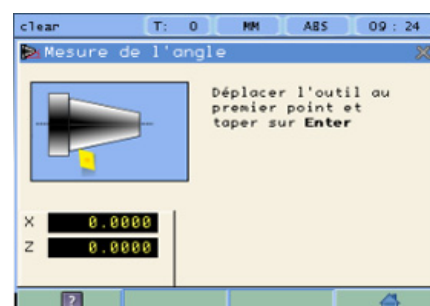 clear T: 0 MM ABS 09 : 24
Mesure de l'angle
Déplacer l'outil au
premier point et
taper sur Enter
X 0.0000
Z 0.0000
?